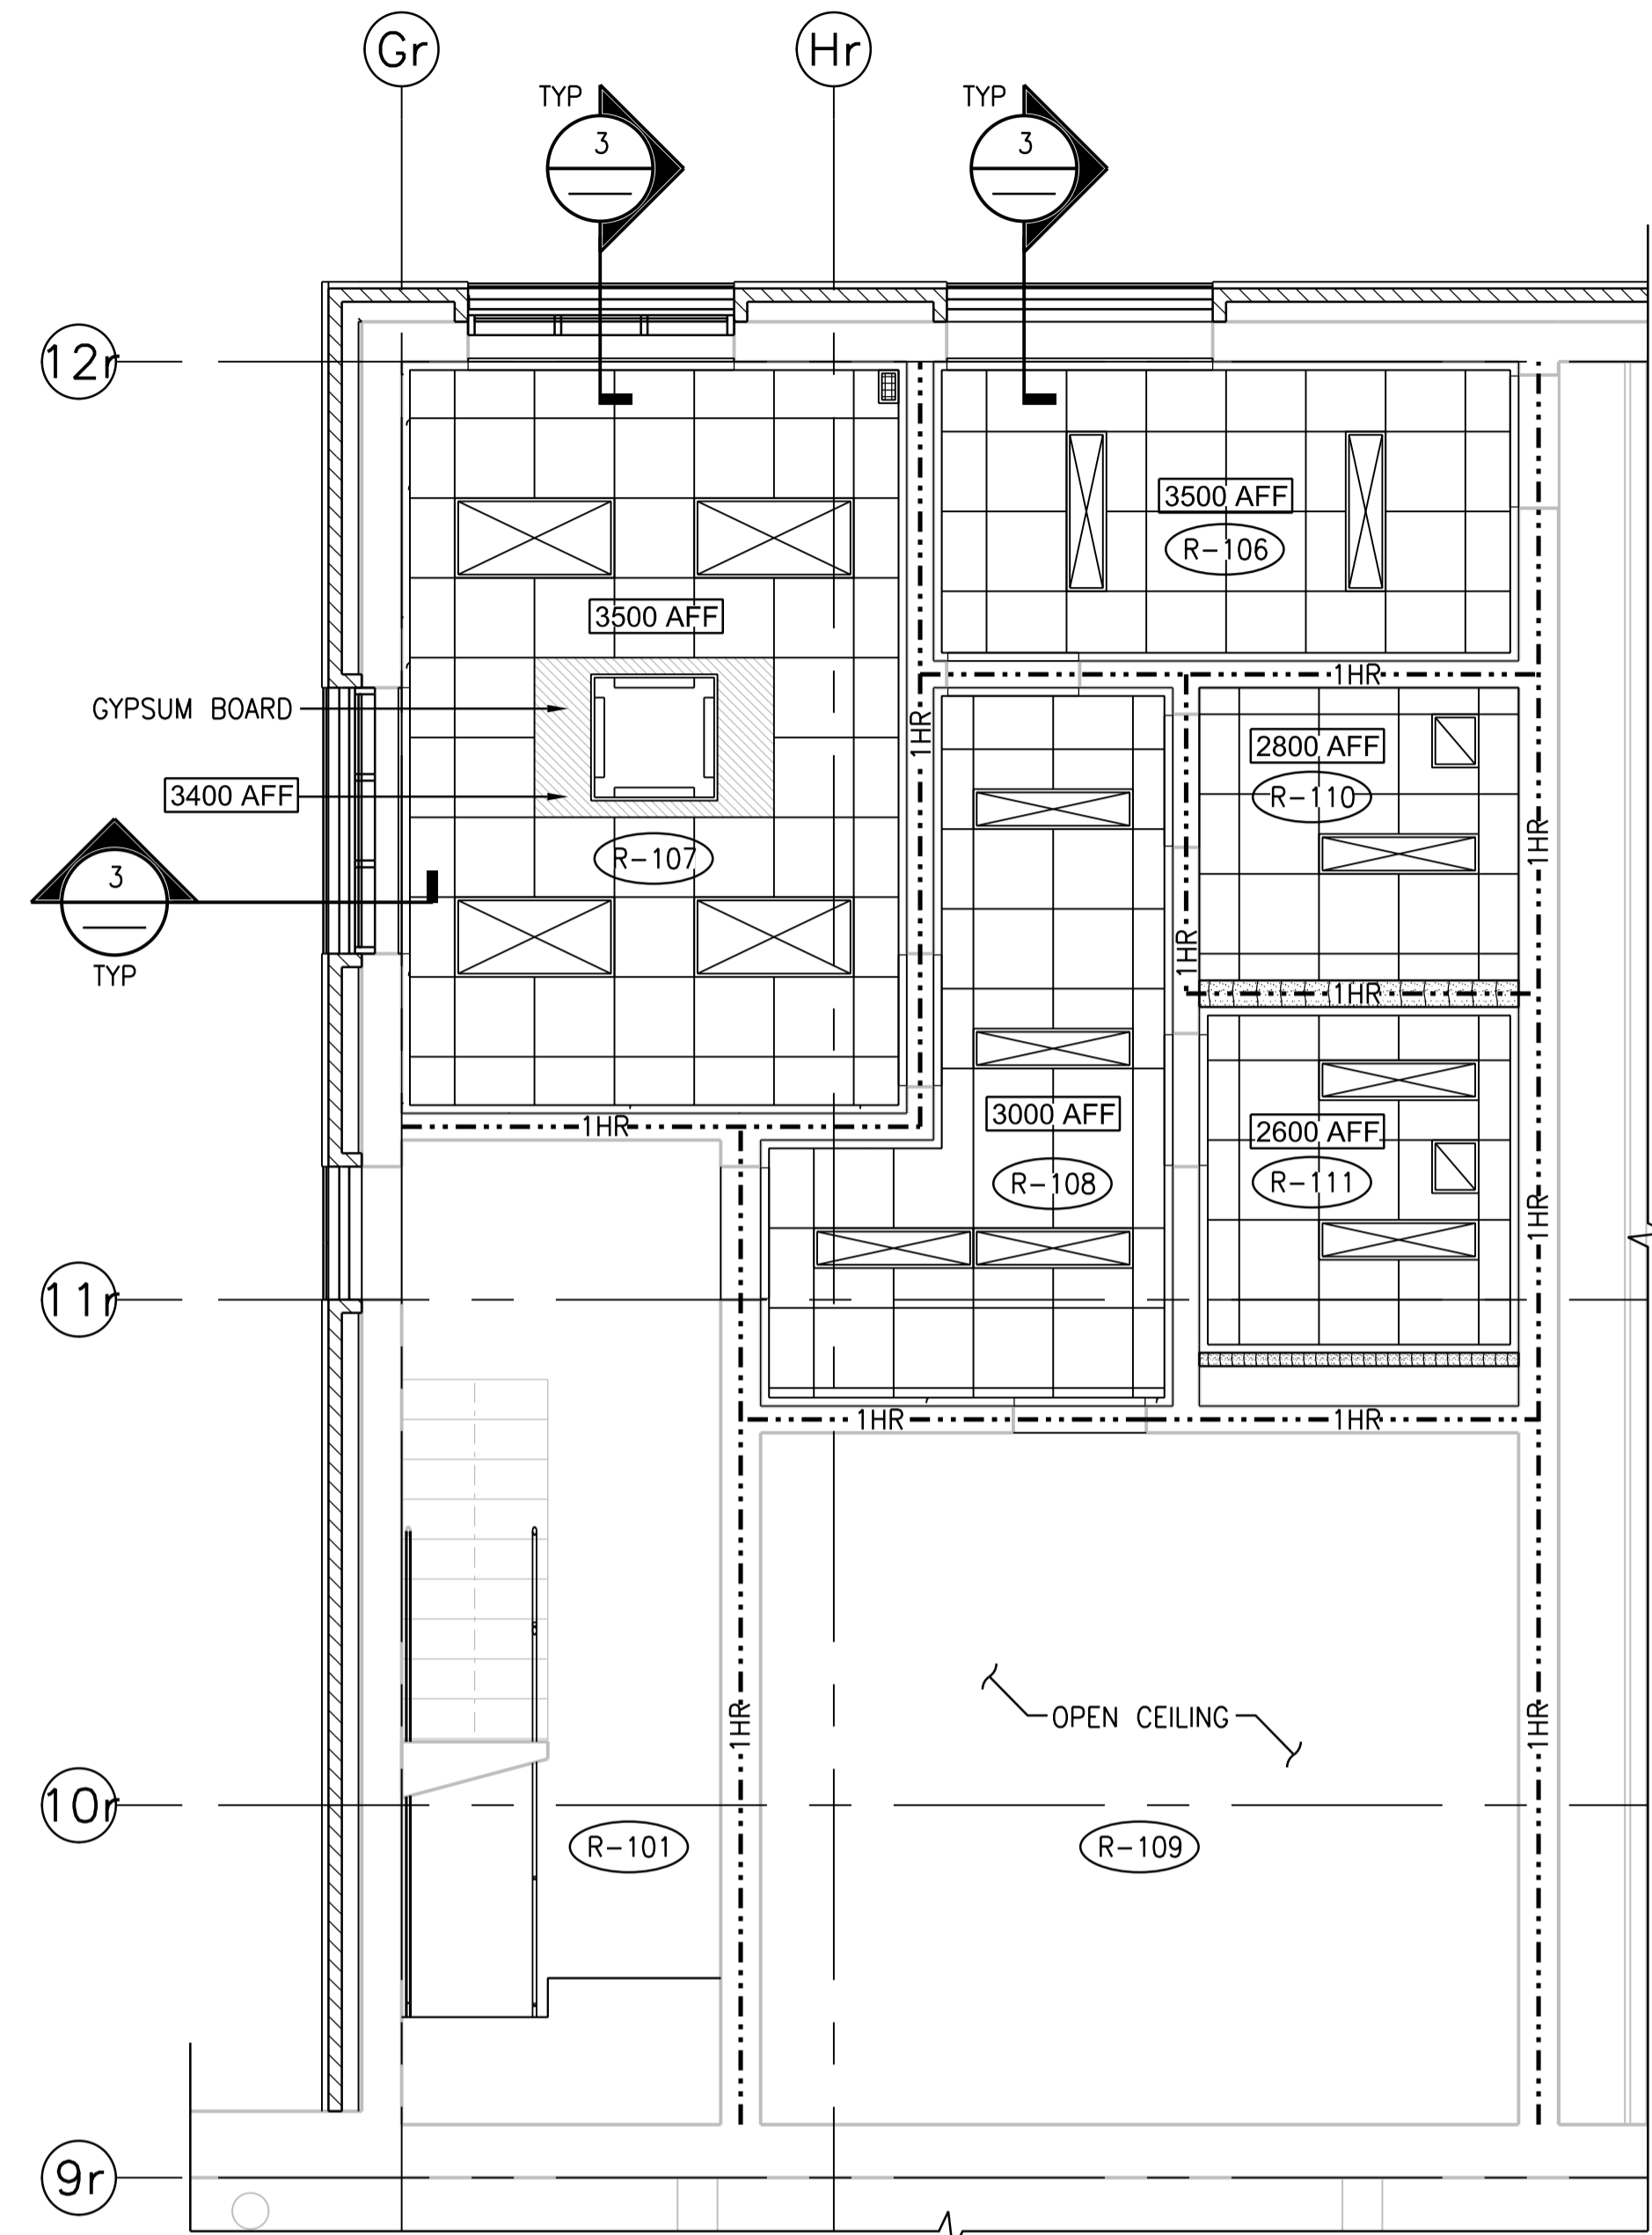 Gr
Hr
TYP
3
TYP
3
12r
3500 AFF
R-106
3500 AFF
1HR
GYPSUM BOARD
1HR
2800 AFF
3400 AFF
R-110
1HR
R-107
3
1HR
TYP
1HR
3000 AFF
1HR
2600 AFF
R-108
R-111
1HR
11r
1HR
1HR
1HR
OPEN CEILING
1HR
10r
R-101
R-109
9r